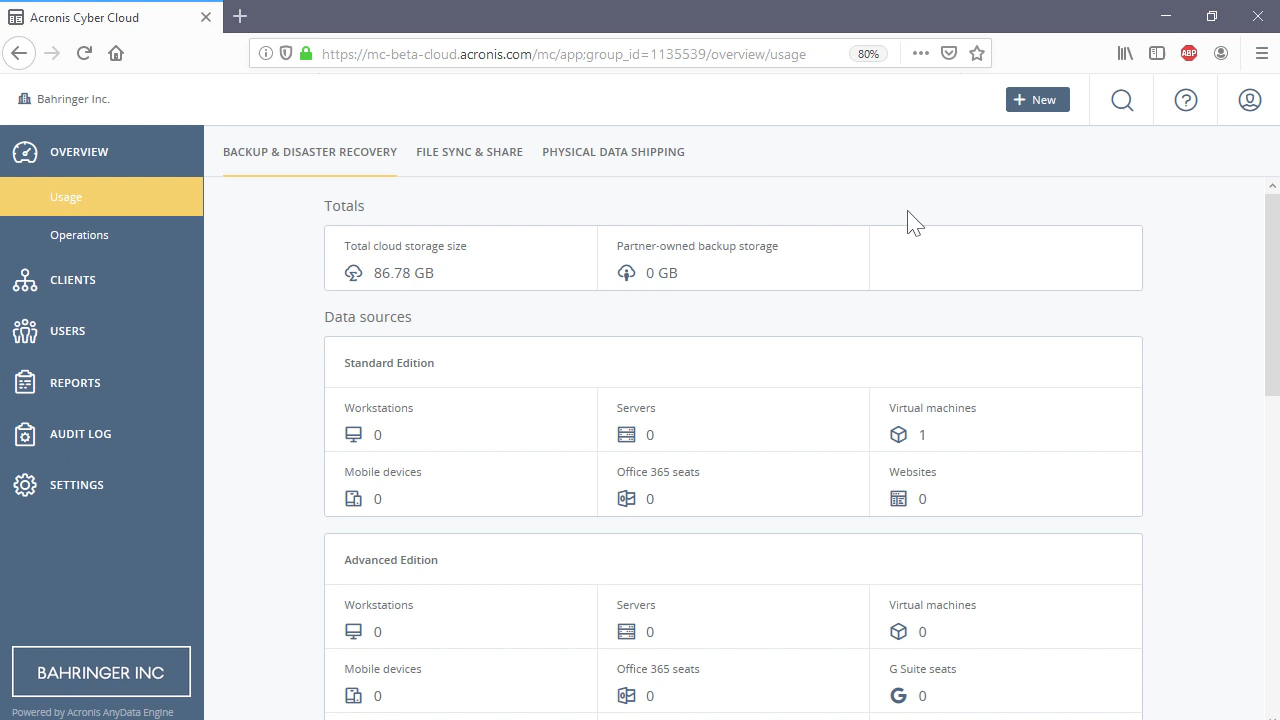 Acronis Cyber Cloud
https://mc-beta-cloud.acronis.com/mc/app;group_id=1135539/overview/usage
80%
ABP
Bahringer Inc.
+ New
OVERVIEW
Usage
Operations
CLIENTS
USERS
REPORTS
AUDIT LOG
SETTINGS
BAHRINGER INC
Powered by Acronis AnyData Engine
BACKUP & DISASTER RECOVERY FILE SYNC & SHARE PHYSICAL DATA SHIPPING
Totals
Total cloud storage size Partner-owned backup storage
86.78 GB 0 GB
Data sources
Standard Edition
Workstations Servers Virtual machines
0 0 1
Mobile devices Office 365 seats Websites
0 0 0
Advanced Edition
Workstations Servers Virtual machines
0 0 0
Mobile devices Office 365 seats G Suite seats
0 0 0